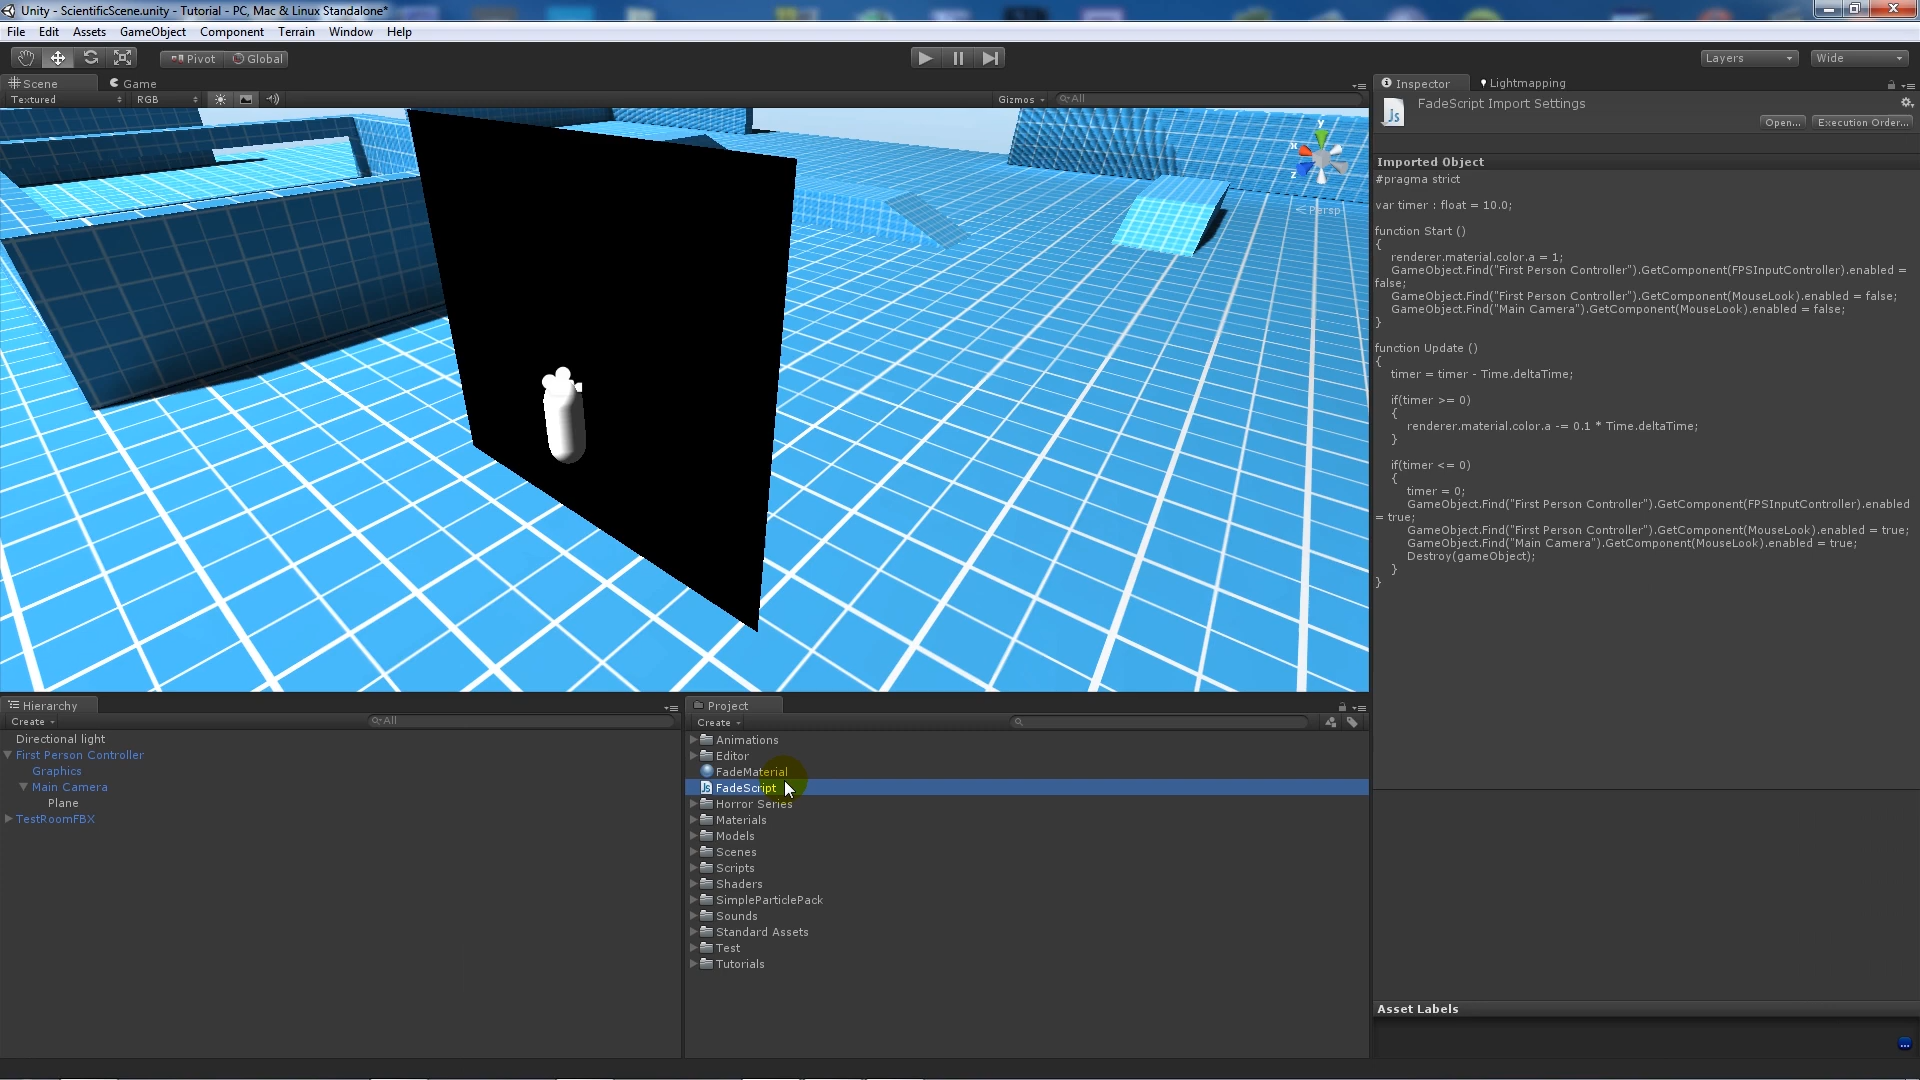 Unity - ScientificScene.unity - Tutorial - PC, Mac & Linux Standalone*
File Edit Assets GameObject Component Terrain Window Help
Pivot Global Layers Wide
Scene Game
Textured RGB Gizmos All
y
x
z
Persp
Inspector Lightmapping
FadeScript Import Settings
Js
Open... Execution Order...
Imported Object
#pragma strict
var timer : float = 10.0;
function Start ()
{
renderer.material.color.a = 1;
GameObject.Find("First Person Controller").GetComponent(FPSInputController).enabled =
false;
GameObject.Find("First Person Controller").GetComponent(MouseLook).enabled = false;
GameObject.Find("Main Camera").GetComponent(MouseLook).enabled = false;
}
function Update ()
{
timer = timer - Time.deltaTime;
if(timer >= 0)
{
renderer.material.color.a -= 0.1 * Time.deltaTime;
}
if(timer <= 0)
{
timer = 0;
GameObject.Find("First Person Controller").GetComponent(FPSInputController).enabled
= true;
GameObject.Find("First Person Controller").GetComponent(MouseLook).enabled = true;
GameObject.Find("Main Camera").GetComponent(MouseLook).enabled = true;
Destroy(gameObject);
}
}
Asset Labels
Hierarchy
Create All
Directional light
First Person Controller
Graphics
Main Camera
Plane
TestRoomFBX
Project
Create
Animations
Editor
FadeMaterial
Js FadeScript
Horror Series
Materials
Models
Scenes
Scripts
Shaders
SimpleParticlePack
Sounds
Standard Assets
Test
Tutorials